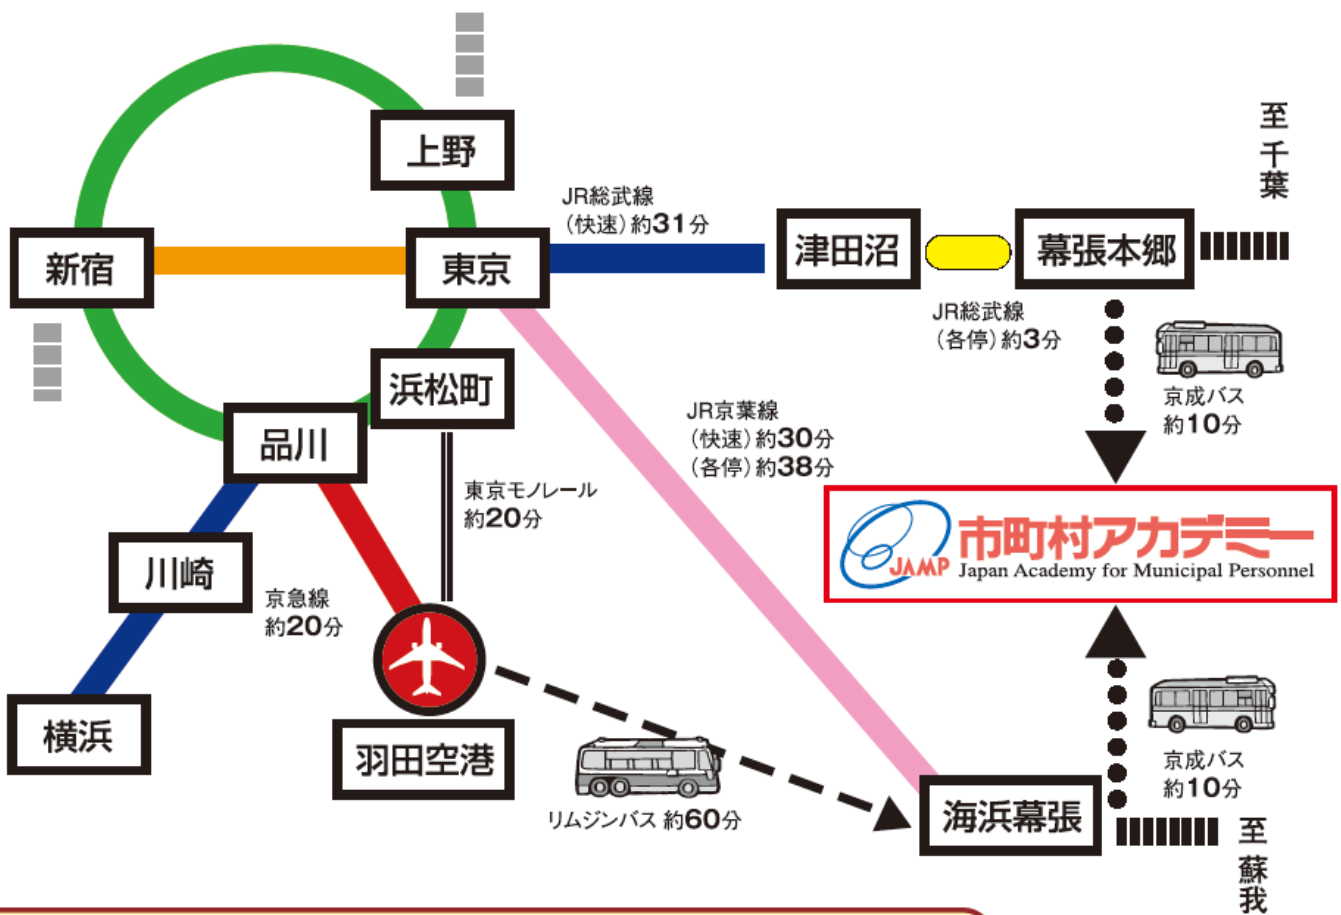 上野
JR総武線
（快速）約31分
至千葉
新宿
東京
津田沼
幕張本郷
JR総武線
（各停）約3分
浜松町
京成バス
約10分
品川
JR京葉線
（快速）約30分
（各停）約38分
東京モノレール
約20分
JAMP
市町村アカデミー
Japan Academy for Municipal Personnel
川崎
京急線
約20分
横浜
羽田空港
リムジンバス 約60分
京成バス
約10分
海浜幕張
至蘇我